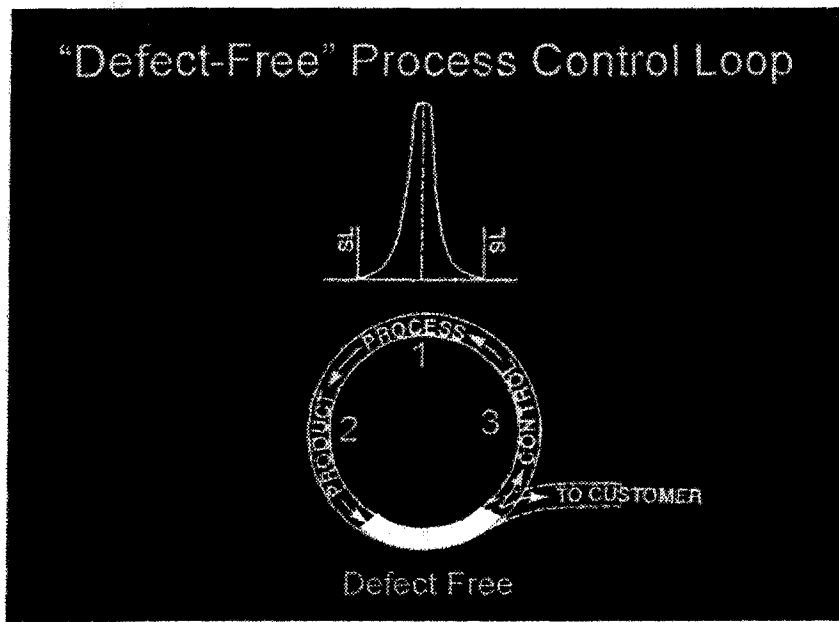 “Defect-Free” Process Control Loop
SL
SL
PROCESS
1
PRODUCT
2
3
CONTROL
TO CUSTOMER
Defect Free